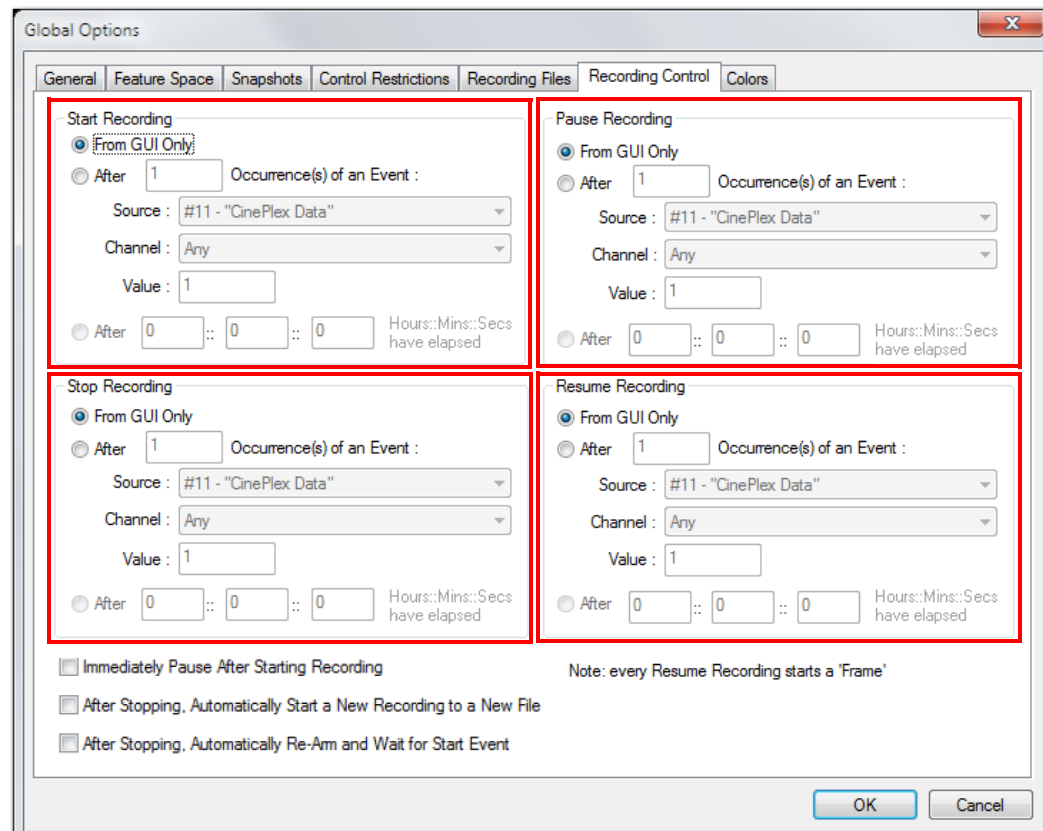 Global Options
General Feature Space Snapshots Control Restrictions Recording Files Recording Control Colors
Start Recording
From GUI Only
After 1 Occurrence(s) of an Event :
Source : #11 - "CinePlex Data"
Channel : Any
Value : 1
After 0 :: 0 :: 0 Hours::Mins::Secs
have elapsed
Pause Recording
From GUI Only
After 1 Occurrence(s) of an Event :
Source : #11 - "CinePlex Data"
Channel : Any
Value : 1
After 0 :: 0 :: 0 Hours::Mins::Secs
have elapsed
Stop Recording
From GUI Only
After 1 Occurrence(s) of an Event :
Source : #11 - "CinePlex Data"
Channel : Any
Value : 1
After 0 :: 0 :: 0 Hours::Mins::Secs
have elapsed
Resume Recording
From GUI Only
After 1 Occurrence(s) of an Event :
Source : #11 - "CinePlex Data"
Channel : Any
Value : 1
After 0 :: 0 :: 0 Hours::Mins::Secs
have elapsed
Immediately Pause After Starting Recording
Note: every Resume Recording starts a 'Frame'
After Stopping, Automatically Start a New Recording to a New File
After Stopping, Automatically Re-Arm and Wait for Start Event
OK Cancel